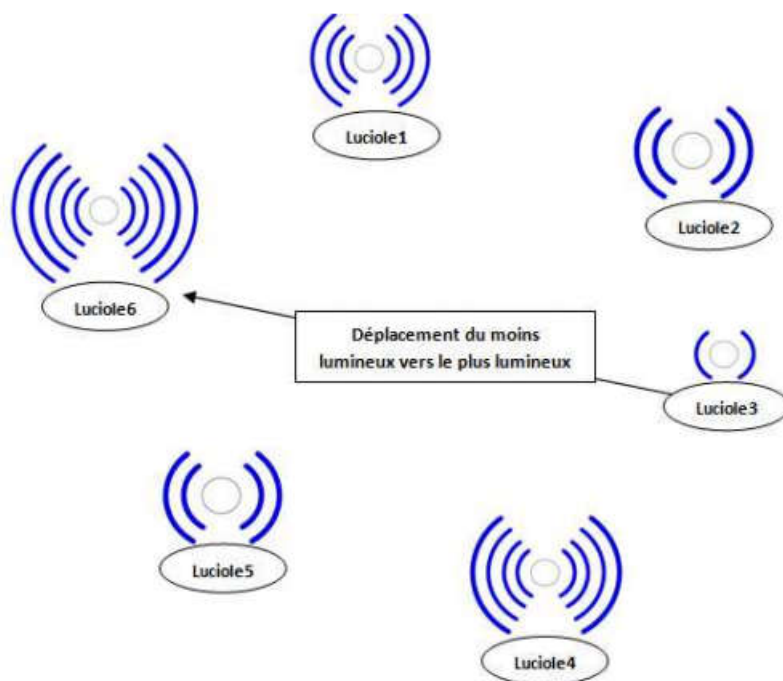 Luciole1
Luciole2
Luciole6
Déplacement du moins
lumineux vers le plus lumineux
Luciole3
Luciole5
Luciole4